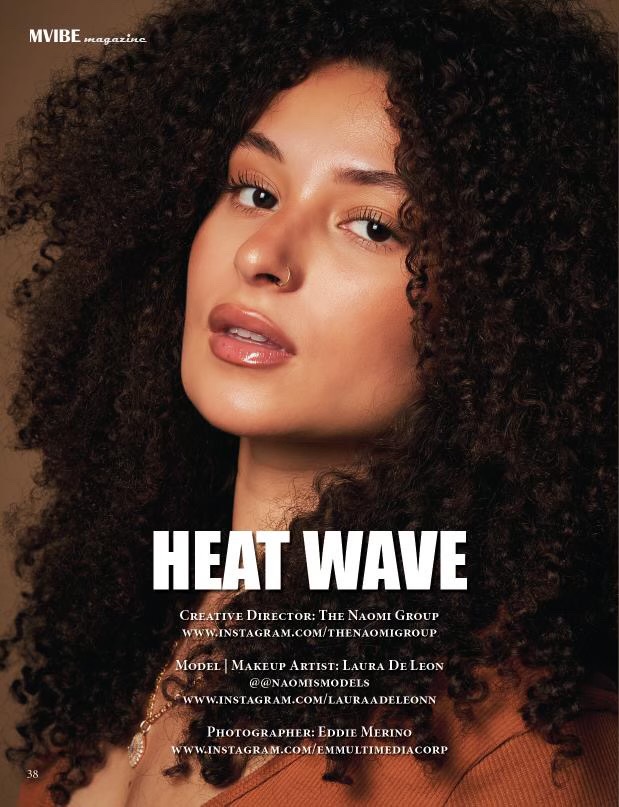 MVIBE magazine
HEAT WAVE
Creative Director: The Naomi Group
www.instagram.com/thenaomigroup
Model | Makeup Artist: Laura De Leon
@@naomismodels
www.instagram.com/lauraadeleonn
Photographer: Eddie Merino
www.instagram.com/emmultimediacorp
38